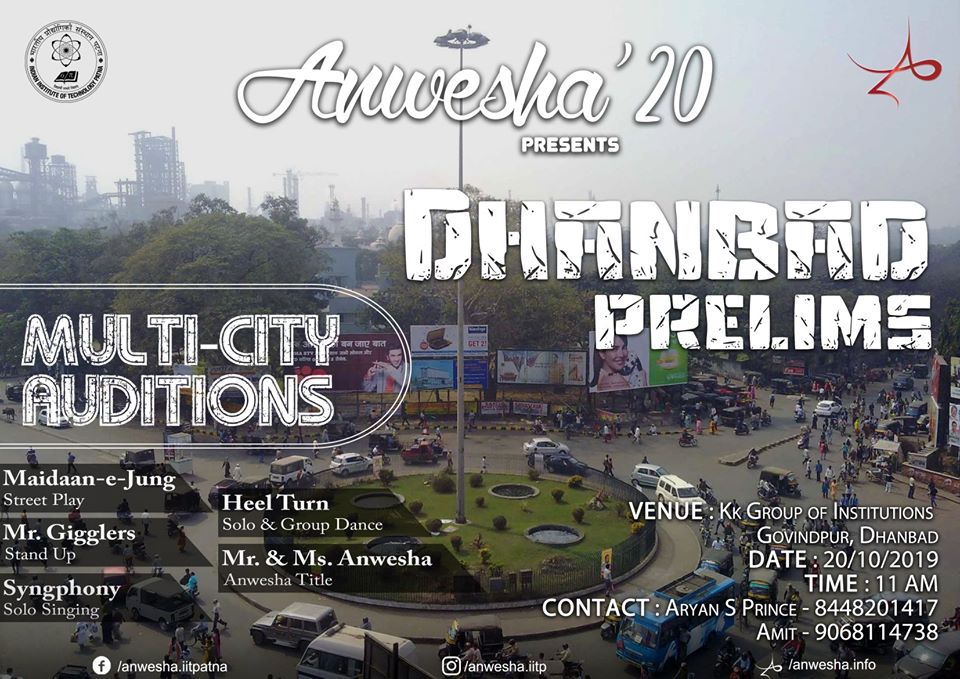 भारतीय प्रौद्योगिकी संस्थान पटना
INDIAN INSTITUTE OF TECHNOLOGY PATNA
Anwesha'20
PRESENTS
DHANBAD
PRELIMS
MULTI-CITY
AUDITIONS
बन जाए बात
GET 2!
Maidaan-e-Jung
Street Play
Mr. Gigglers
Stand Up
Syngphony
Solo Singing
Heel Turn
Solo & Group Dance
Mr. & Ms. Anwesha
Anwesha Title
VENUE : Kk Group of Institutions
Govindpur, Dhanbad
DATE : 20/10/2019
TIME : 11 AM
CONTACT : Aryan S Prince - 8448201417
Amit - 9068114738
/anwesha.iitpatna
/anwesha.iitp
/anwesha.info